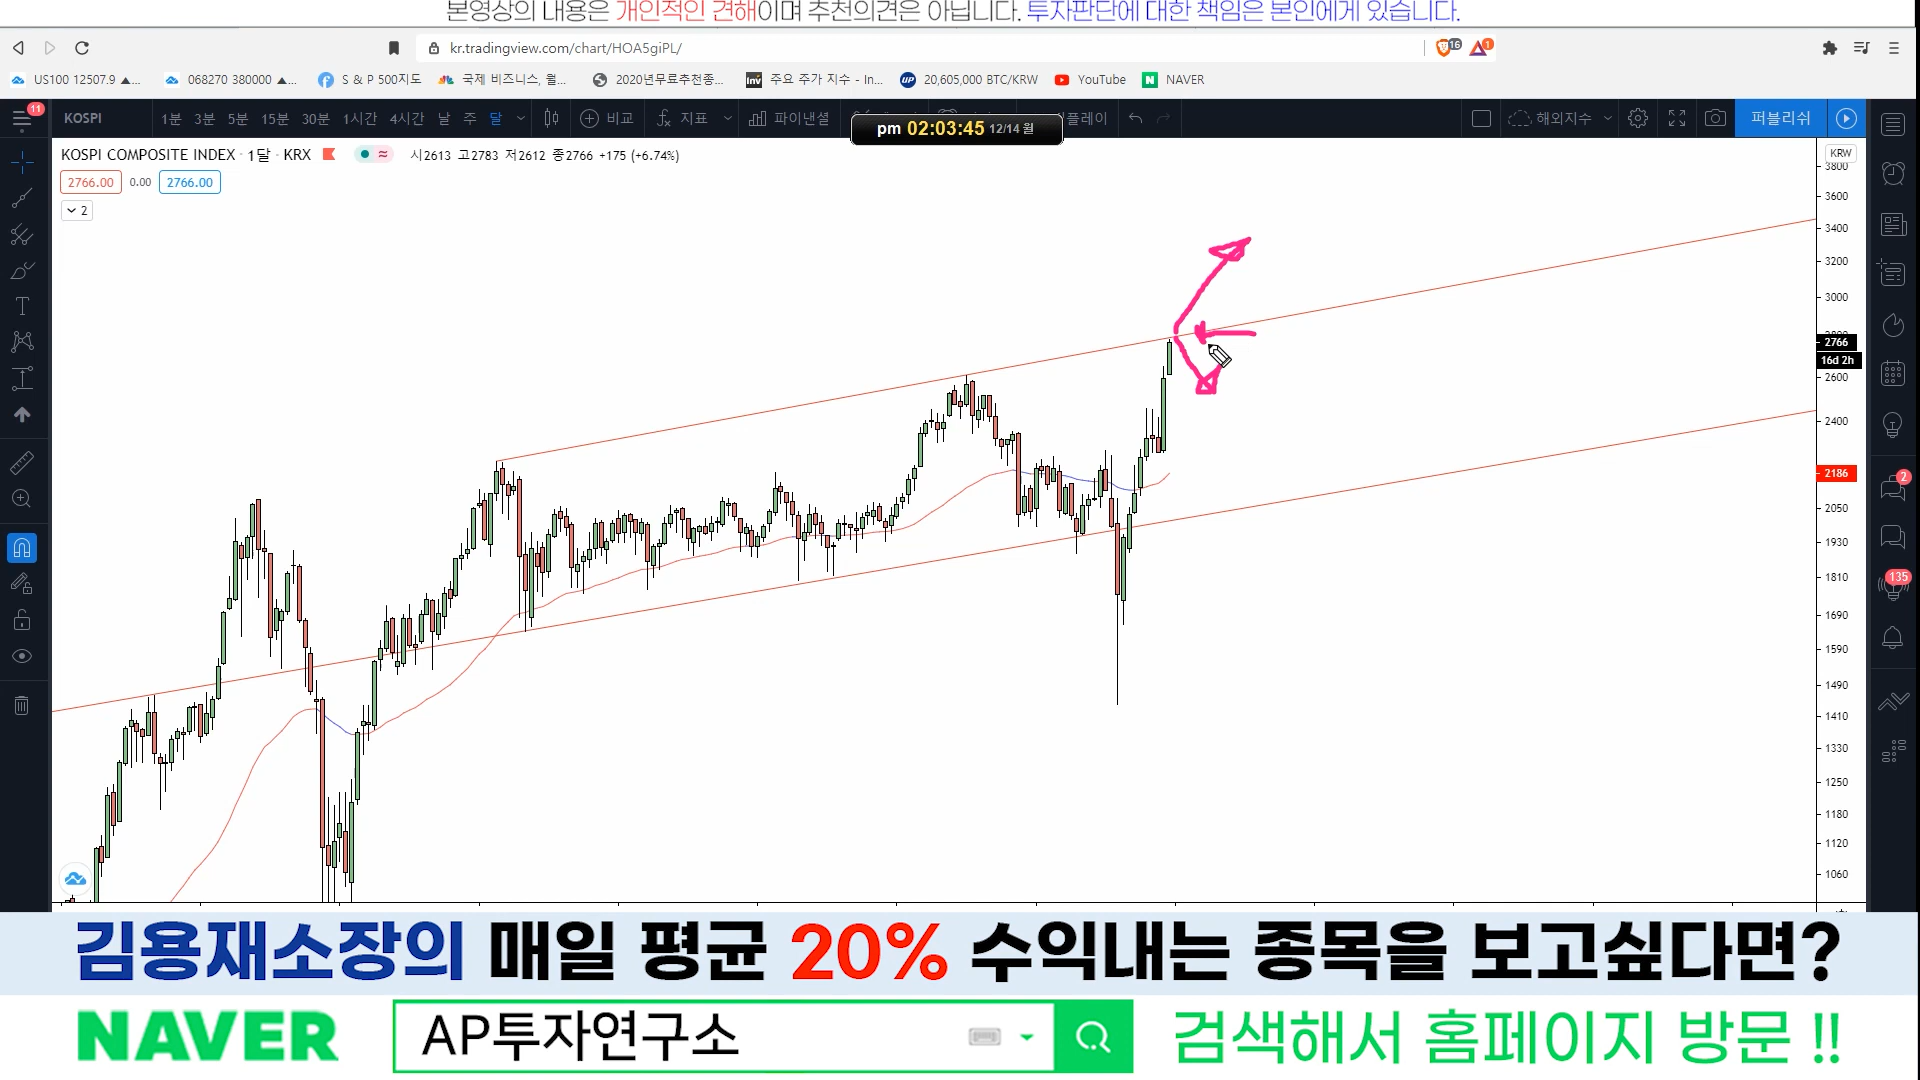 본영상의 내용은 개인적인 견해이며 추천의견은 아닙니다. 투자판단에 대한 책임은 본인에게 있습니다.
kr.tradingview.com/chart/HOA5giPL/
16
1
US100 12507.9 ▲...
068270 380000 ▲...
S & P 500지도
국제 비즈니스, 월...
2020년무료추천종...
Inv 주요 주가 지수 - In...
UP 20,605,000 BTC/KRW
YouTube
N NAVER
11
KOSPI 1분 3분 5분 15분 30분 1시간 4시간 날 주 달 비교 지표 파이낸셜 플레이 해외지수 퍼블리쉬
pm 02:03:45 12/14 월
KOSPI COMPOSITE INDEX · 1달 · KRX 시2613 고2783 저2612 종2766 +175 (+6.74%)
2766.00 0.00 2766.00
2
KRW
3800
3600
3400
3200
3000
2800
2766
16d 2h
2600
2400
2186
2050
1930
1810
1690
1590
1490
1410
1330
1250
1180
1120
1060
2
135
김용재소장의 매일 평균 20% 수익내는 종목을 보고싶다면?
NAVER AP투자연구소 검색해서 홈페이지 방문 !!